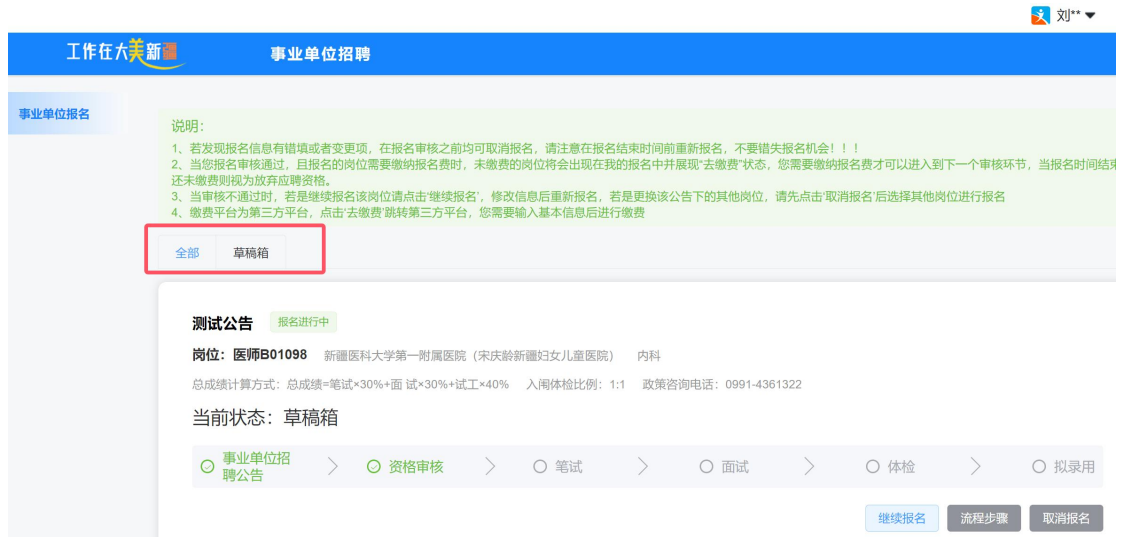 刘**
工作在大美新疆
事业单位招聘
事业单位报名
说明：
1、若发现报名信息有错填或者变更项，在报名审核之前均可取消报名，请注意在报名结束时间前重新报名，不要错失报名机会！！！
2、当您报名审核通过，且报名的岗位需要缴纳报名费时，未缴费的岗位将会出现在我的报名中并展现‘去缴费’状态，您需要缴纳报名费才可以进入到下一个审核环节，当报名时间结束
还未缴费则视为放弃应聘资格。
3、当审核不通过时，若是继续报名该岗位请点击‘继续报名’，修改信息后重新报名，若是更换该公告下的其他岗位，请先点击‘取消报名’后选择其他岗位进行报名
4、缴费平台为第三方平台，点击‘去缴费’跳转第三方平台，您需要输入基本信息后进行缴费
全部 草稿箱
测试公告 报名进行中
岗位：医师B01098 新疆医科大学第一附属医院（宋庆龄新疆妇女儿童医院） 内科
总成绩计算方式：总成绩=笔试×30%+面 试×30%+试工×40% 入闱体检比例：1:1 政策咨询电话：0991-4361322
当前状态：草稿箱
事业单位招
聘公告
资格审核 笔试 面试 体检 拟录用
继续报名 流程步骤 取消报名